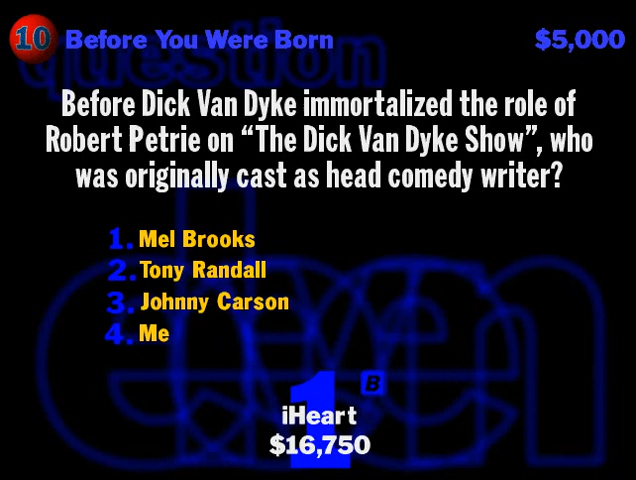 10 Before You Were Born $5,000
question
Before Dick Van Dyke immortalized the role of
Robert Petrie on “The Dick Van Dyke Show”, who
was originally cast as head comedy writer?
1. Mel Brooks
2. Tony Randall
3. Johnny Carson
4. Me
1 B
iHeart
$16,750